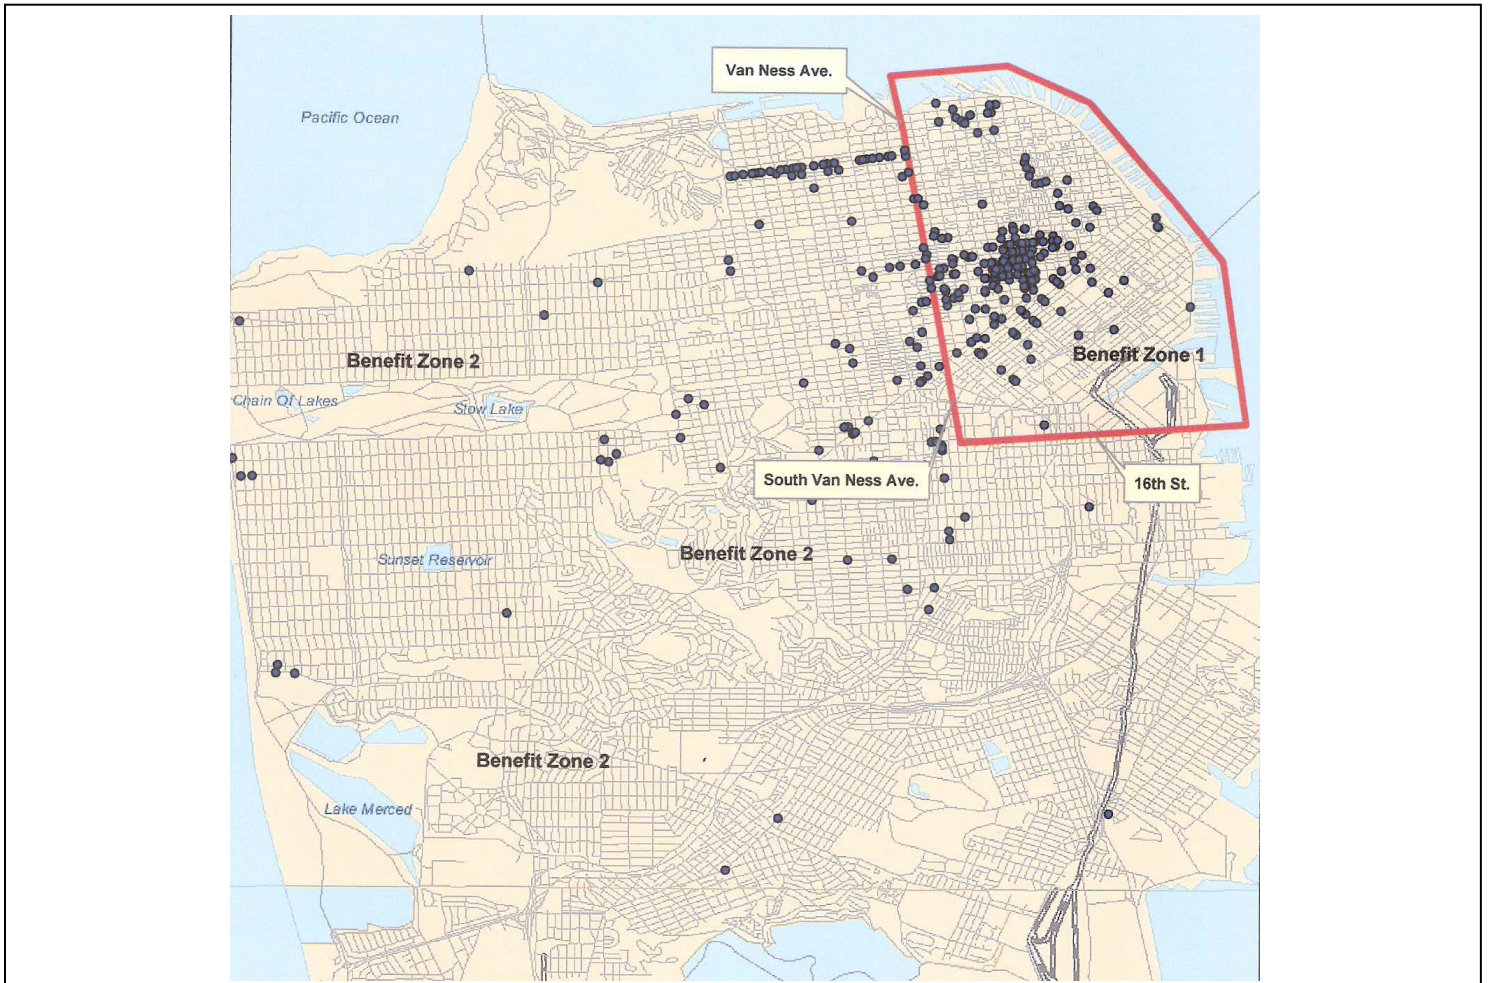 Van Ness Ave.
Pacific Ocean
Benefit Zone 2
Benefit Zone 1
Chain Of Lakes
Stow Lake
South Van Ness Ave.
16th St.
Sunset Reservoir
Benefit Zone 2
Benefit Zone 2
Lake Merced